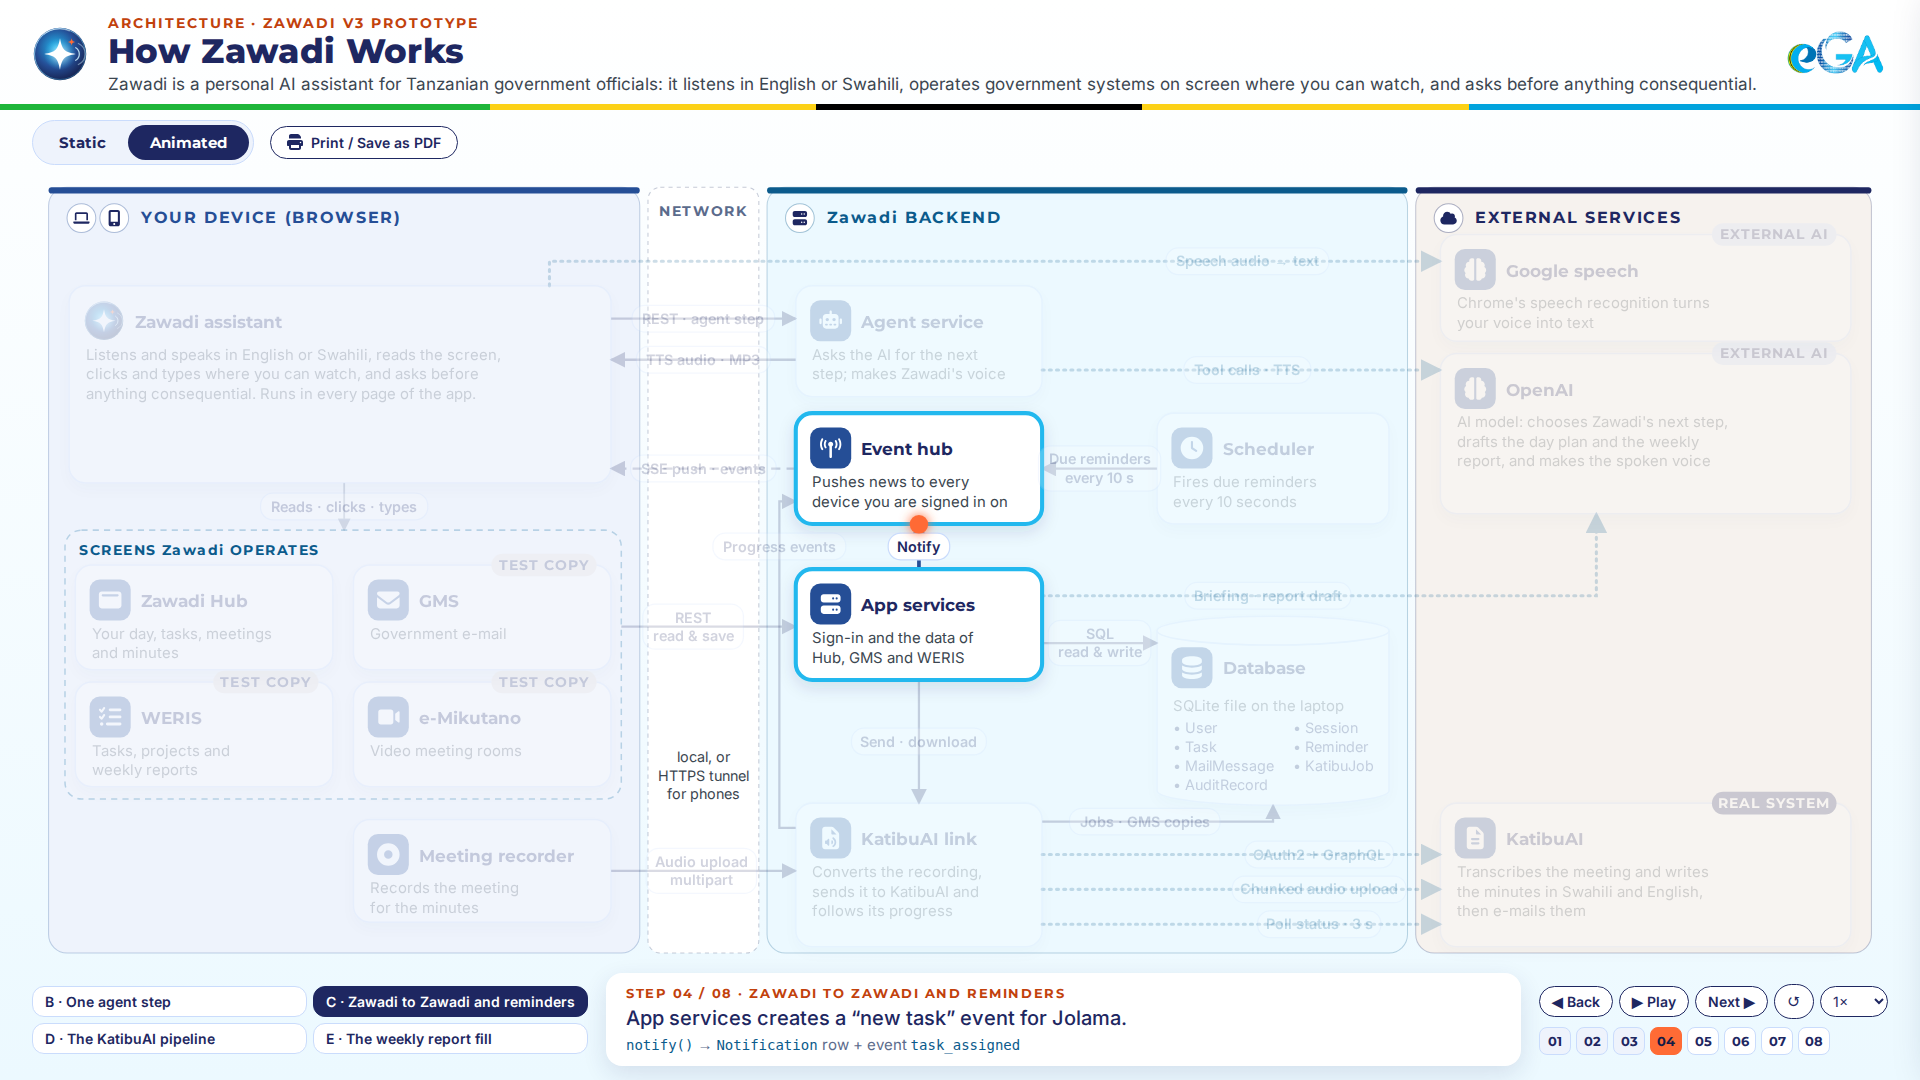 ARCHITECTURE · ZAWADI V3 PROTOTYPE
How Zawadi Works
Zawadi is a personal AI assistant for Tanzanian government officials: it listens in English or Swahili, operates government systems on screen where you can watch, and asks before anything consequential.
eGA
Static
Animated
Print / Save as PDF
YOUR DEVICE (BROWSER)
Zawadi assistant
Listens and speaks in English or Swahili, reads the screen,
clicks and types where you can watch, and asks before
anything consequential. Runs in every page of the app.
Reads · clicks · types
SCREENS Zawadi OPERATES
Zawadi Hub
Your day, tasks, meetings
and minutes
TEST COPY
GMS
Government e-mail
TEST COPY
WERIS
Tasks, projects and
weekly reports
TEST COPY
e-Mikutano
Video meeting rooms
Meeting recorder
Records the meeting
for the minutes
NETWORK
REST · agent step
TTS audio · MP3
SSE push · events
Progress events
REST
read & save
local, or
HTTPS tunnel
for phones
Audio upload
multipart
Zawadi BACKEND
Speech audio → text
Agent service
Asks the AI for the next
step; makes Zawadi's voice
Tool calls · TTS
Event hub
Pushes news to every
device you are signed in on
Due reminders
every 10 s
Scheduler
Fires due reminders
every 10 seconds
Notify
App services
Sign-in and the data of
Hub, GMS and WERIS
Briefing · report draft
SQL
read & write
Database
SQLite file on the laptop
• User
• Session
• Task
• Reminder
• MailMessage
• KatibuJob
• AuditRecord
Send · download
KatibuAI link
Converts the recording,
sends it to KatibuAI and
follows its progress
Jobs · GMS copies
OAuth2 + GraphQL
Chunked audio upload
Poll status · 3 s
EXTERNAL SERVICES
EXTERNAL AI
Google speech
Chrome's speech recognition turns
your voice into text
EXTERNAL AI
OpenAI
AI model: chooses Zawadi's next step,
drafts the day plan and the weekly
report, and makes the spoken voice
REAL SYSTEM
KatibuAI
Transcribes the meeting and writes
the minutes in Swahili and English,
then e-mails them
B · One agent step
C · Zawadi to Zawadi and reminders
D · The KatibuAI pipeline
E · The weekly report fill
STEP 04 / 08 · ZAWADI TO ZAWADI AND REMINDERS
App services creates a “new task” event for Jolama.
notify() → Notification row + event task_assigned
◀ Back
▶ Play
Next ▶
↺
1×
01
02
03
04
05
06
07
08